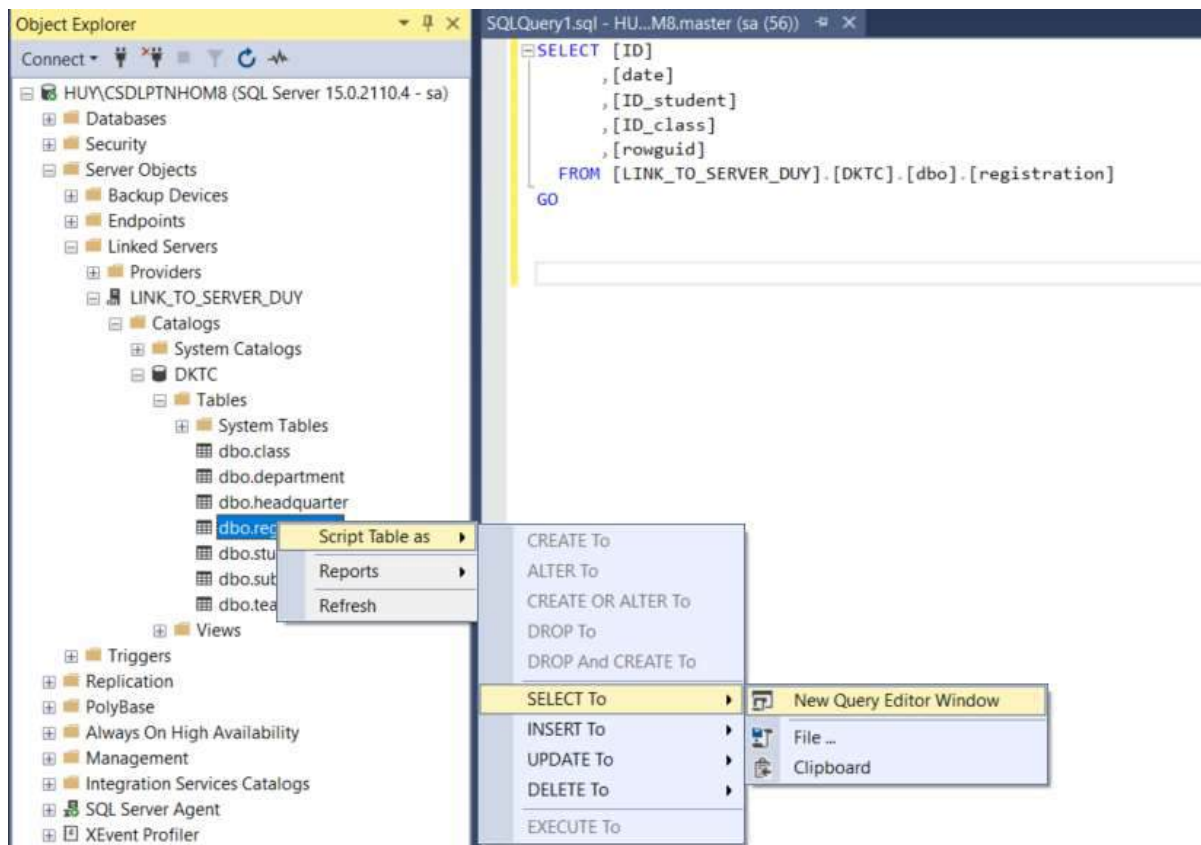 Object Explorer
Connect
HUY\CSDLPTNHOM8 (SQL Server 15.0.2110.4 - sa)
Databases
Security
Server Objects
Backup Devices
Endpoints
Linked Servers
Providers
LINK_TO_SERVER_DUY
Catalogs
System Catalogs
DKTC
Tables
System Tables
dbo.class
dbo.department
dbo.headquarter
dbo.reg
dbo.stu
dbo.sub
dbo.tea
Views
Triggers
Replication
PolyBase
Always On High Availability
Management
Integration Services Catalogs
SQL Server Agent
XEvent Profiler
Script Table as
Reports
Refresh
CREATE To
ALTER To
CREATE OR ALTER To
DROP To
DROP And CREATE To
SELECT To
INSERT To
UPDATE To
DELETE To
EXECUTE To
New Query Editor Window
File ...
Clipboard
SQLQuery1.sql - HU...M8.master (sa (56))
SELECT [ID]
,[date]
,[ID_student]
,[ID_class]
,[rowguid]
FROM [LINK_TO_SERVER_DUY].[DKTC].[dbo].[registration]
GO